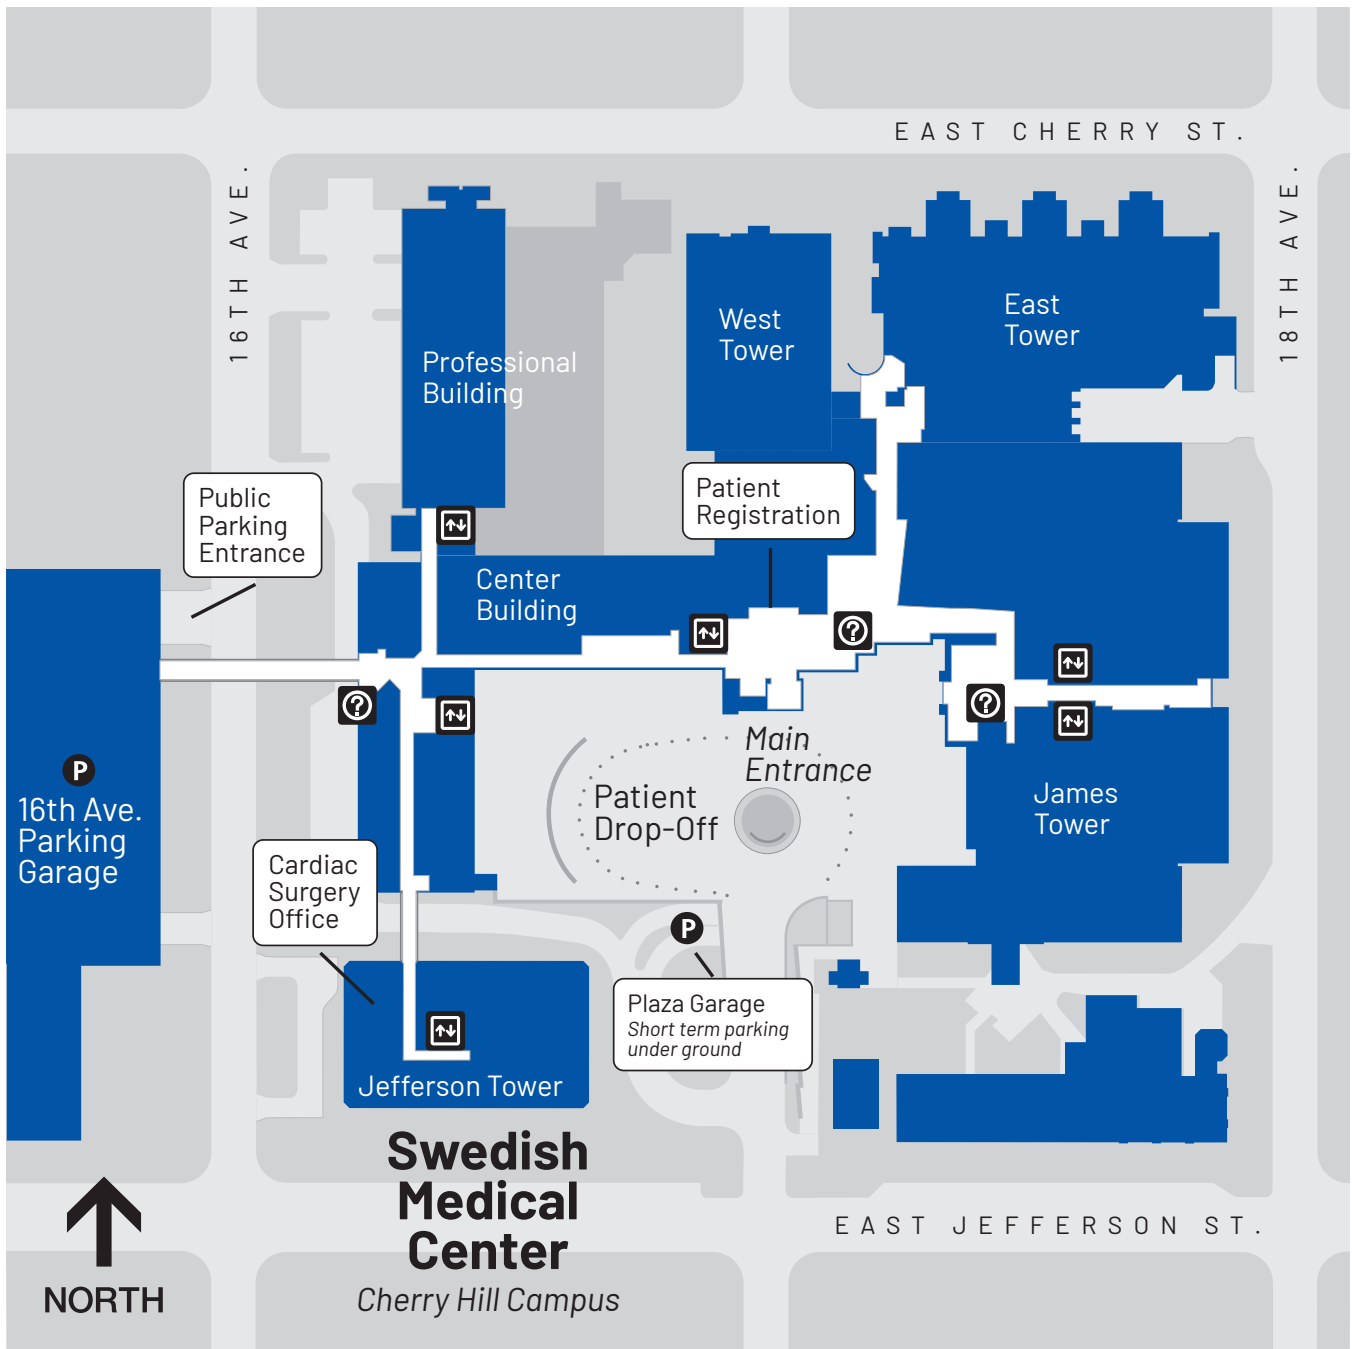 EAST CHERRY ST.
16TH AVE.
18TH AVE.
East
Tower
West
Tower
Professional
Building
Patient
Registration
Public
Parking
Entrance
Center
Building
?
?
?
Main
Entrance
P
16th Ave.
Parking
Garage
Patient
Drop-Off
James
Tower
Cardiac
Surgery
Office
P
Plaza Garage
Short term parking
under ground
Jefferson Tower
Swedish
Medical
Center
Cherry Hill Campus
EAST JEFFERSON ST.
NORTH